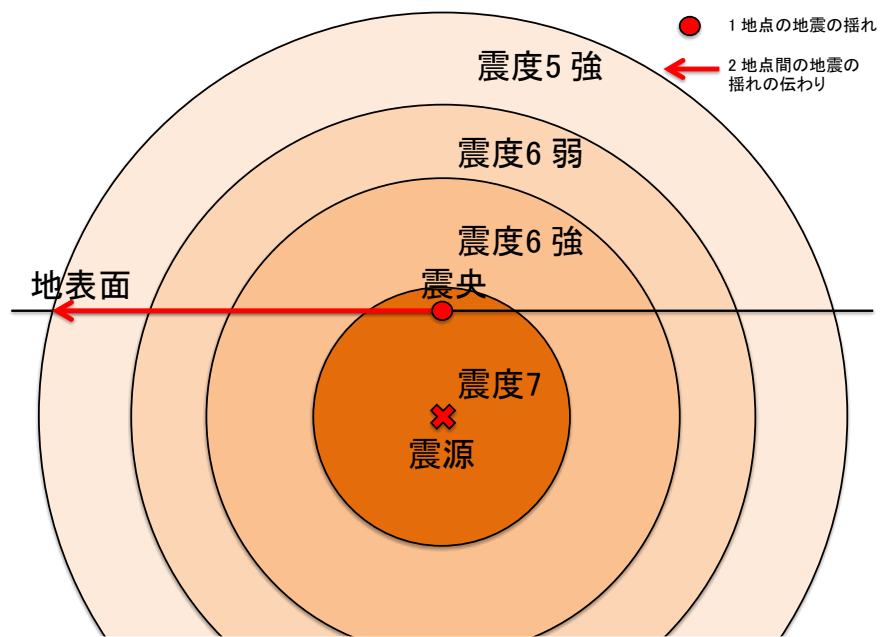 1 地点の地震の揺れ
2 地点間の地震の
揺れの伝わり
震度5 強
震度6 弱
震度6 強
地表面
震央
震度7
震源